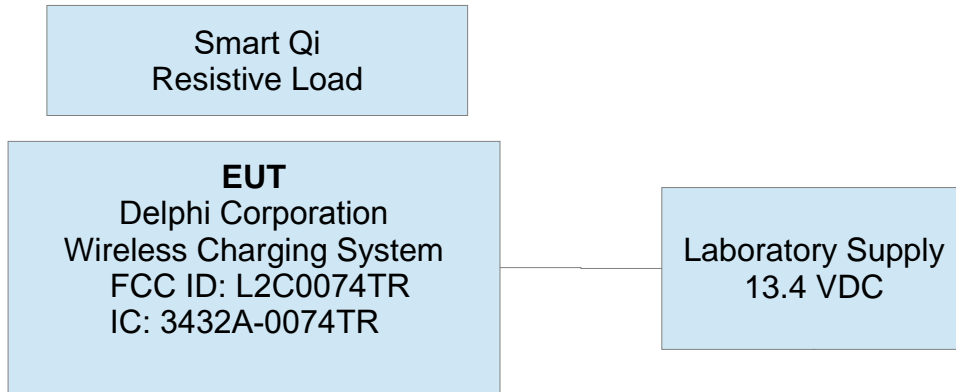 Smart Qi
Resistive Load
EUT
Delphi Corporation
Wireless Charging System
FCC ID: L2C0074TR
IC: 3432A-0074TR
Laboratory Supply
13.4 VDC